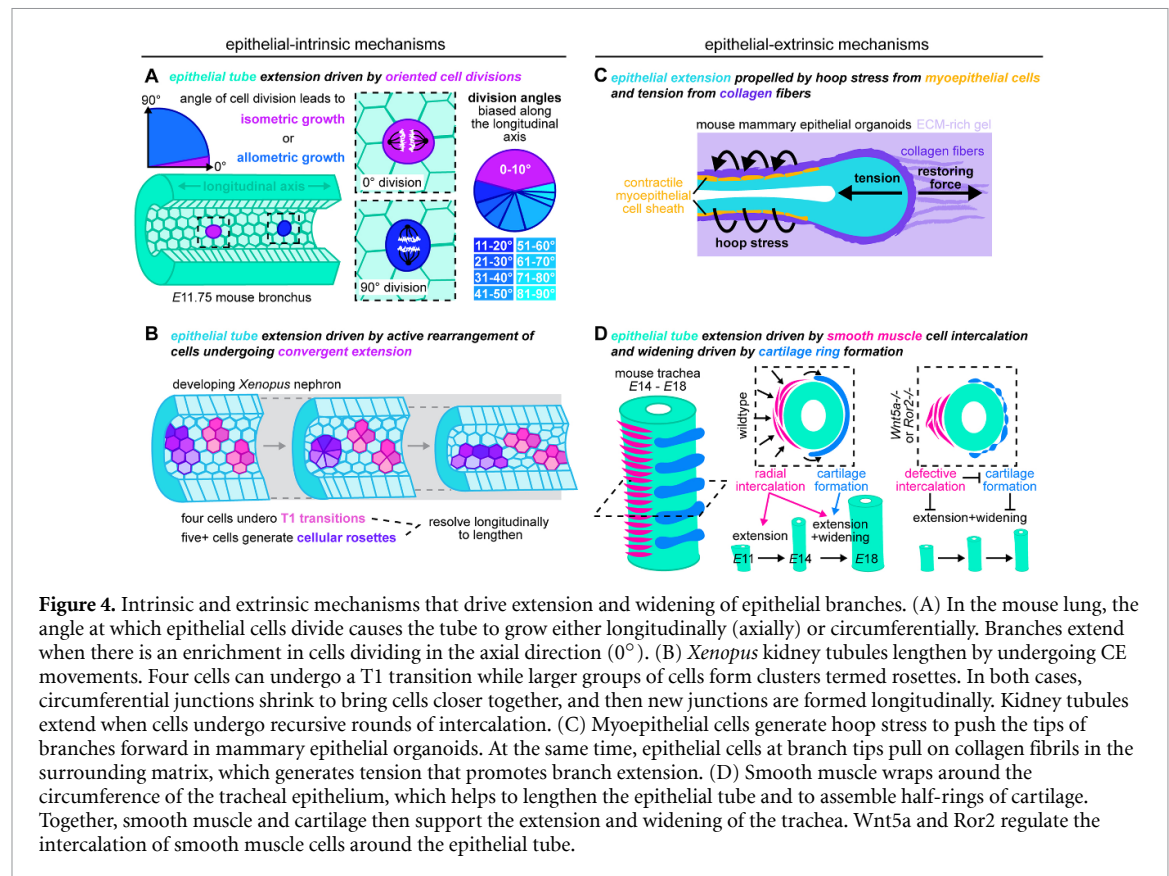 epithelial-intrinsic mechanisms
A epithelial tube extension driven by oriented cell divisions
90°
angle of cell division leads to
isometric growth
or
allometric growth
0°
longitudinal axis
E11.75 mouse bronchus
0° division
90° division
division angles
biased along
the longitudinal
axis
0-10°
11-20° 51-60°
21-30° 61-70°
31-40° 71-80°
41-50° 81-90°
B epithelial tube extension driven by active rearrangement of
cells undergoing convergent extension
developing Xenopus nephron
four cells undero T1 transitions
five+ cells generate cellular rosettes
resolve longitudinally
to lengthen
epithelial-extrinsic mechanisms
C epithelial extension propelled by hoop stress from myoepithelial cells
and tension from collagen fibers
mouse mammary epithelial organoids ECM-rich gel
collagen fibers
contractile
myoepithelial
cell sheath
tension
restoring
force
hoop stress
D epithelial tube extension driven by smooth muscle cell intercalation
and widening driven by cartilage ring formation
mouse trachea
E14 - E18
wildtype
radial
intercalation
cartilage
formation
extension
extension
+widening
E11
E14
E18
Wnt5a-/-
or Ror2-/-
defective
intercalation
cartilage
formation
extension+widening
Figure 4. Intrinsic and extrinsic mechanisms that drive extension and widening of epithelial branches. (A) In the mouse lung, the
angle at which epithelial cells divide causes the tube to grow either longitudinally (axially) or circumferentially. Branches extend
when there is an enrichment in cells dividing in the axial direction (0°). (B) Xenopus kidney tubules lengthen by undergoing CE
movements. Four cells can undergo a T1 transition while larger groups of cells form clusters termed rosettes. In both cases,
circumferential junctions shrink to bring cells closer together, and then new junctions are formed longitudinally. Kidney tubules
extend when cells undergo recursive rounds of intercalation. (C) Myoepithelial cells generate hoop stress to push the tips of
branches forward in mammary epithelial organoids. At the same time, epithelial cells at branch tips pull on collagen fibrils in the
surrounding matrix, which generates tension that promotes branch extension. (D) Smooth muscle wraps around the
circumference of the tracheal epithelium, which helps to lengthen the epithelial tube and to assemble half-rings of cartilage.
Together, smooth muscle and cartilage then support the extension and widening of the trachea. Wnt5a and Ror2 regulate the
intercalation of smooth muscle cells around the epithelial tube.